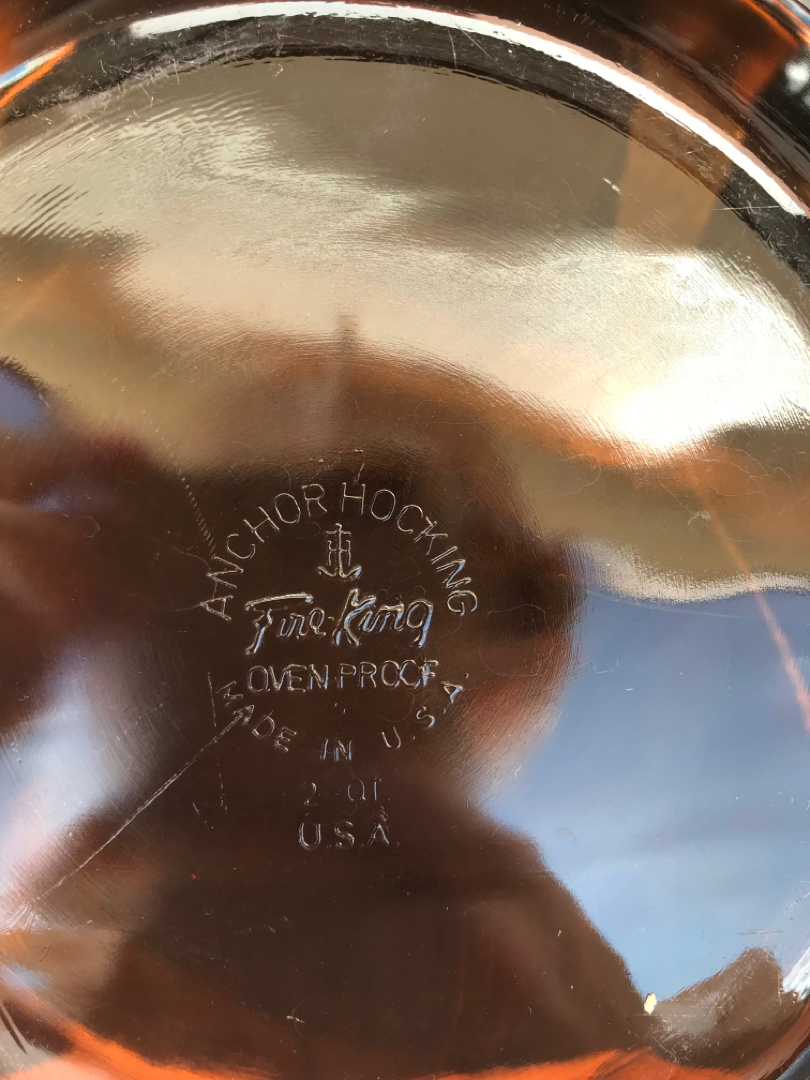 ANCHOR HOCKING
Fire-King
OVEN-PROOF
MADE IN U.S.A.
2 QT
U.S.A.